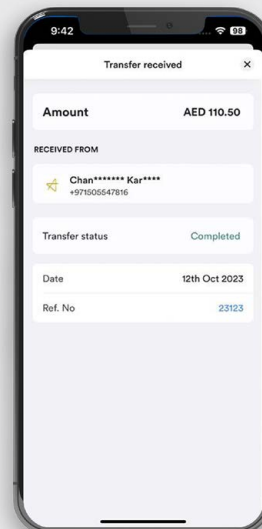 9:42
98
Transfer received
×
Amount AED 110.50
RECEIVED FROM
Chan******* Kar****
+971505547816
Transfer status Completed
Date 12th Oct 2023
Ref. No 23123